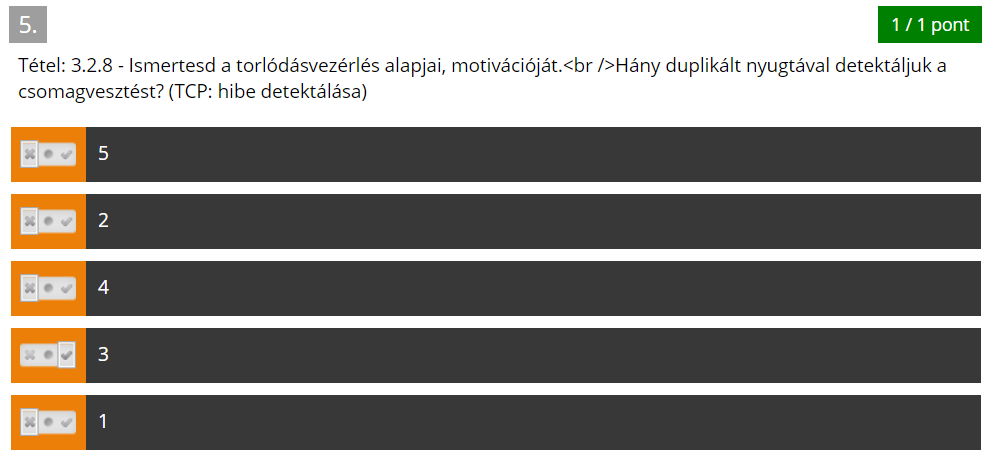 5.
1 / 1 pont
Tétel: 3.2.8 - Ismertesd a torlódásvezérlés alapjai, motivációját.<br />Hány duplikált nyugtával detektáljuk a
csomagvesztést? (TCP: hibe detektálása)
5
2
4
3
1